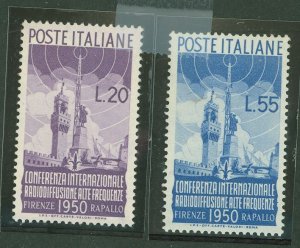 POSTE ITALIANE
L.20
CONFERENZA INTERNAZIONALE
RADIODIFFUSIONE ALTE FREQUENZE
FIRENZE 1950 RAPALLO
POSTE ITALIANE
L.55
CONFERENZA INTERNAZIONALE
RADIODIFFUSIONE ALTE FREQUENZE
FIRENZE 1950 RAPALLO